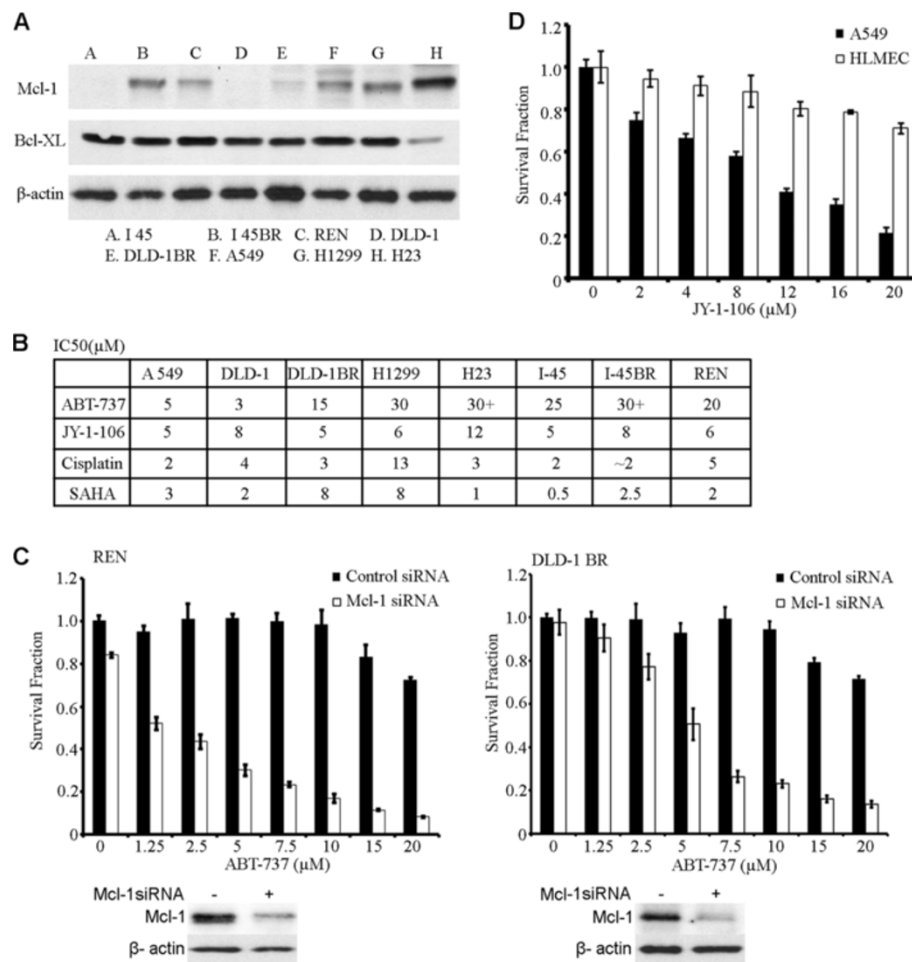 A
A B C D E F G H
Mcl-1
Bcl-XL
β-actin
A. I 45 B. I 45BR C. REN D. DLD-1
E. DLD-1BR F. A549 G. H1299 H. H23
D
A549
HLMEC
Survival Fraction
1.2
1.0
0.8
0.6
0.4
0.2
0 2 4 8 12 16 20
JY-1-106 (µM)
B
IC50(µM)
A 549 DLD-1 DLD-1BR H1299 H23 I-45 I-45BR REN
ABT-737 5 3 15 30 30+ 25 30+ 20
JY-1-106 5 8 5 6 12 5 8 6
Cisplatin 2 4 3 13 3 2 ~2 5
SAHA 3 2 8 8 1 0.5 2.5 2
C
REN
Control siRNA
Mcl-1 siRNA
Survival Fraction
1.2
1.0
0.8
0.6
0.4
0.2
0
0 1.25 2.5 5 7.5 10 15 20
ABT-737 (µM)
Mcl-1siRNA - +
Mcl-1
β- actin
DLD-1 BR
Control siRNA
Mcl-1 siRNA
Survival Fraction
1.2
1.0
0.8
0.6
0.4
0.2
0
0 1.25 2.5 5 7.5 10 15 20
ABT-737 (µM)
Mcl-1siRNA - +
Mcl-1
β- actin